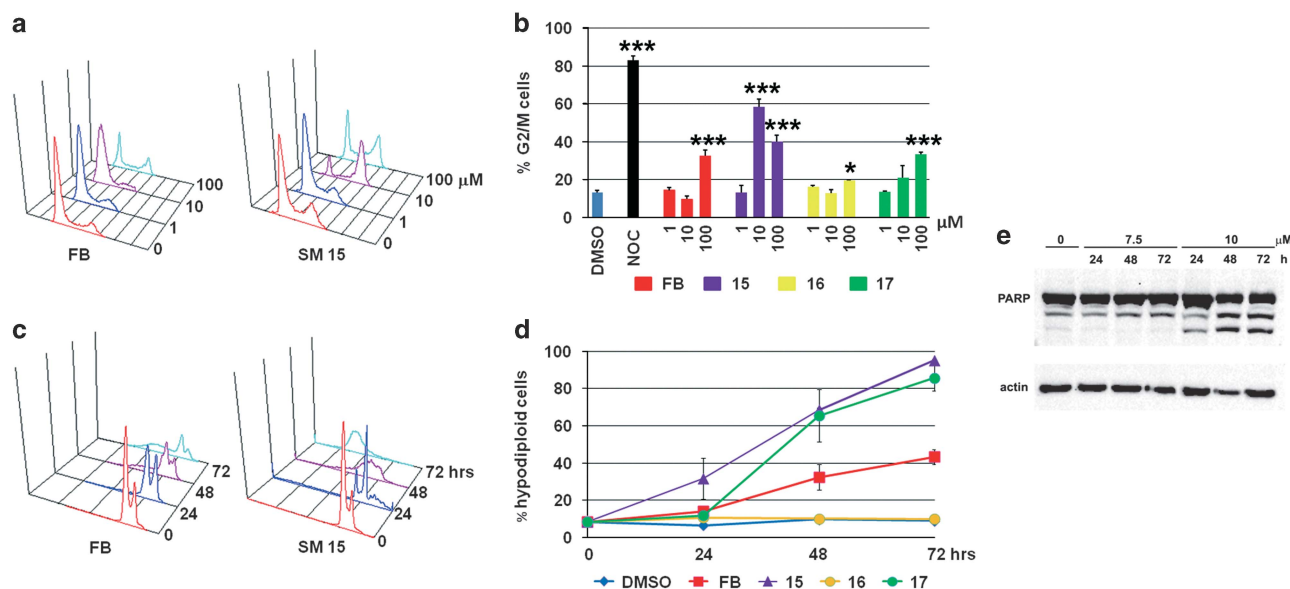 a
100
10
1
0
FB
100 μM
10
1
0
SM 15
b
% G2/M cells
100
80
60
40
20
0
***
***
***
***
*
***
DMSO
NOC
1 10 100
1 10 100
1 10 100
1 10 100
μM
FB 15 16 17
c
72
48
24
0
FB
72 hrs
48
24
0
SM 15
d
% hypodiploid cells
100
80
60
40
20
0
0 24 48 72 hrs
DMSO FB 15 16 17
e
0 7.5 10 μM
24 48 72 24 48 72 h
PARP
actin